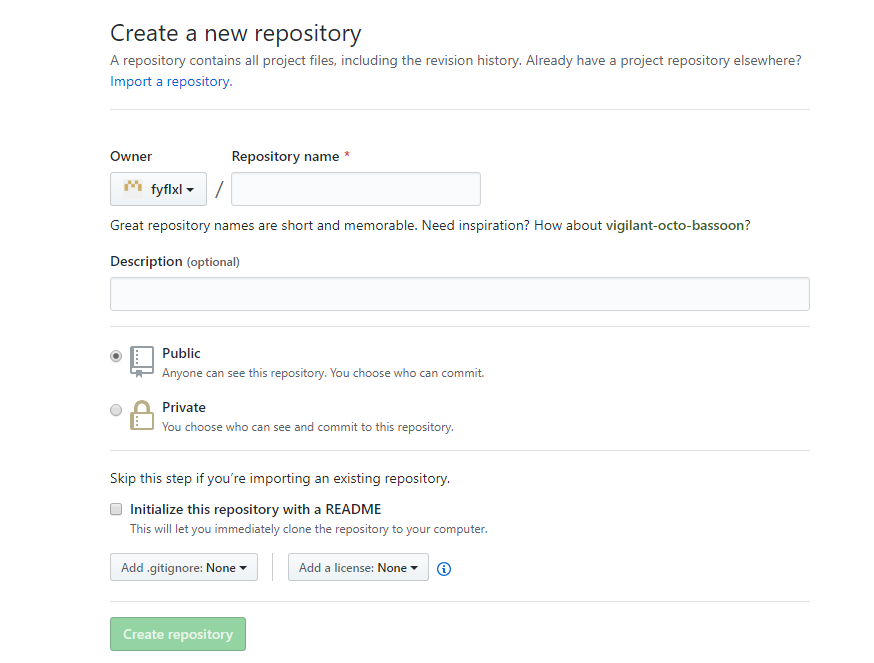 Create a new repository
A repository contains all project files, including the revision history. Already have a project repository elsewhere?
Import a repository.
Owner
Repository name *
fyflxl
/
Great repository names are short and memorable. Need inspiration? How about vigilant-octo-bassoon?
Description (optional)
Public
Anyone can see this repository. You choose who can commit.
Private
You choose who can see and commit to this repository.
Skip this step if you’re importing an existing repository.
Initialize this repository with a README
This will let you immediately clone the repository to your computer.
Add .gitignore: None
Add a license: None
Create repository